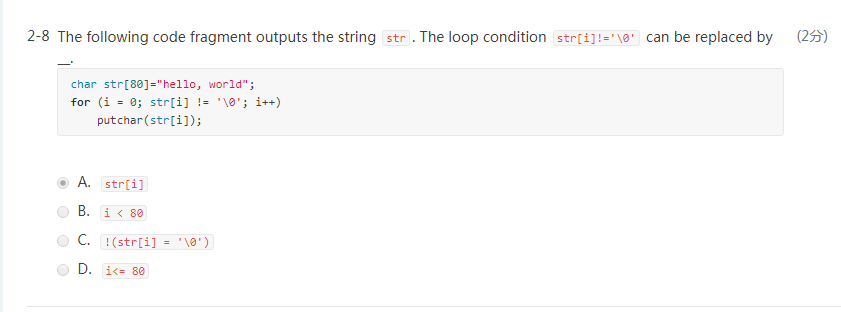 2-8 The following code fragment outputs the string str . The loop condition str[i]!='\0' can be replaced by (2分)
__.
char str[80]="hello, world";
for (i = 0; str[i] != '\0'; i++)
putchar(str[i]);
A. str[i]
B. i < 80
C. !(str[i] = '\0')
D. i<= 80